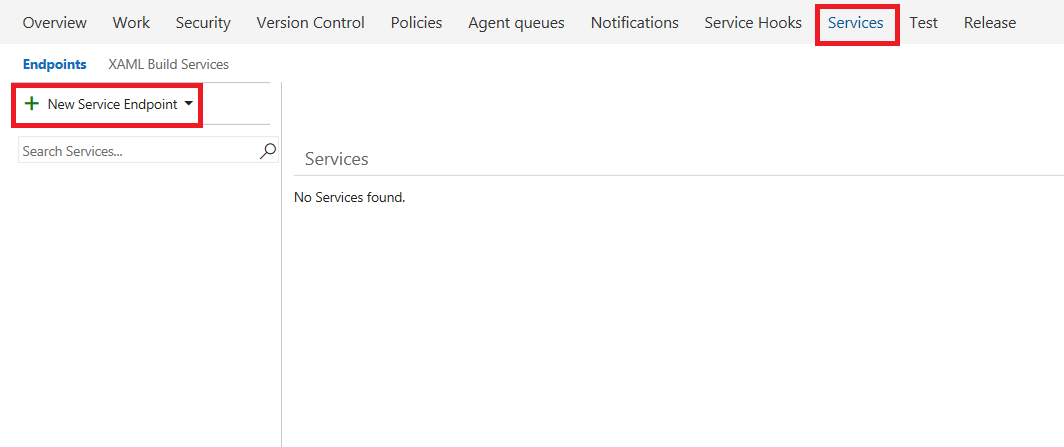 Overview Work Security Version Control Policies Agent queues Notifications Service Hooks Services Test Release
Endpoints XAML Build Services
New Service Endpoint
Search Services...
Services
No Services found.